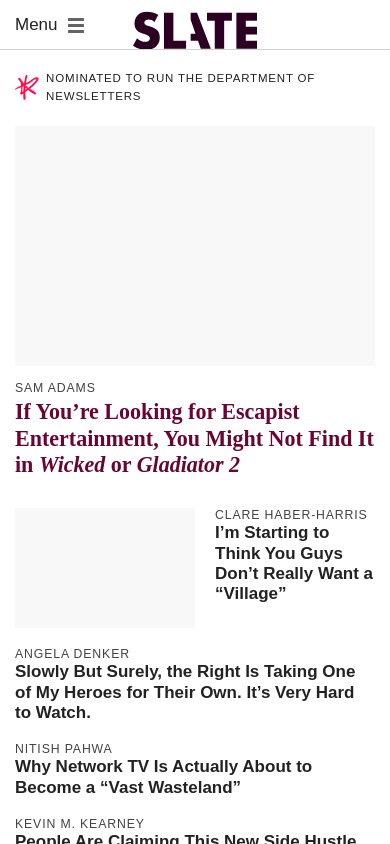 Menu
SLATE
NOMINATED TO RUN THE DEPARTMENT OF
NEWSLETTERS
SAM ADAMS
If You’re Looking for Escapist
Entertainment, You Might Not Find It
in Wicked or Gladiator 2
CLARE HABER-HARRIS
I’m Starting to
Think You Guys
Don’t Really Want a
“Village”
ANGELA DENKER
Slowly But Surely, the Right Is Taking One
of My Heroes for Their Own. It’s Very Hard
to Watch.
NITISH PAHWA
Why Network TV Is Actually About to
Become a “Vast Wasteland”
KEVIN M. KEARNEY
People Are Claiming This New Side Hustle